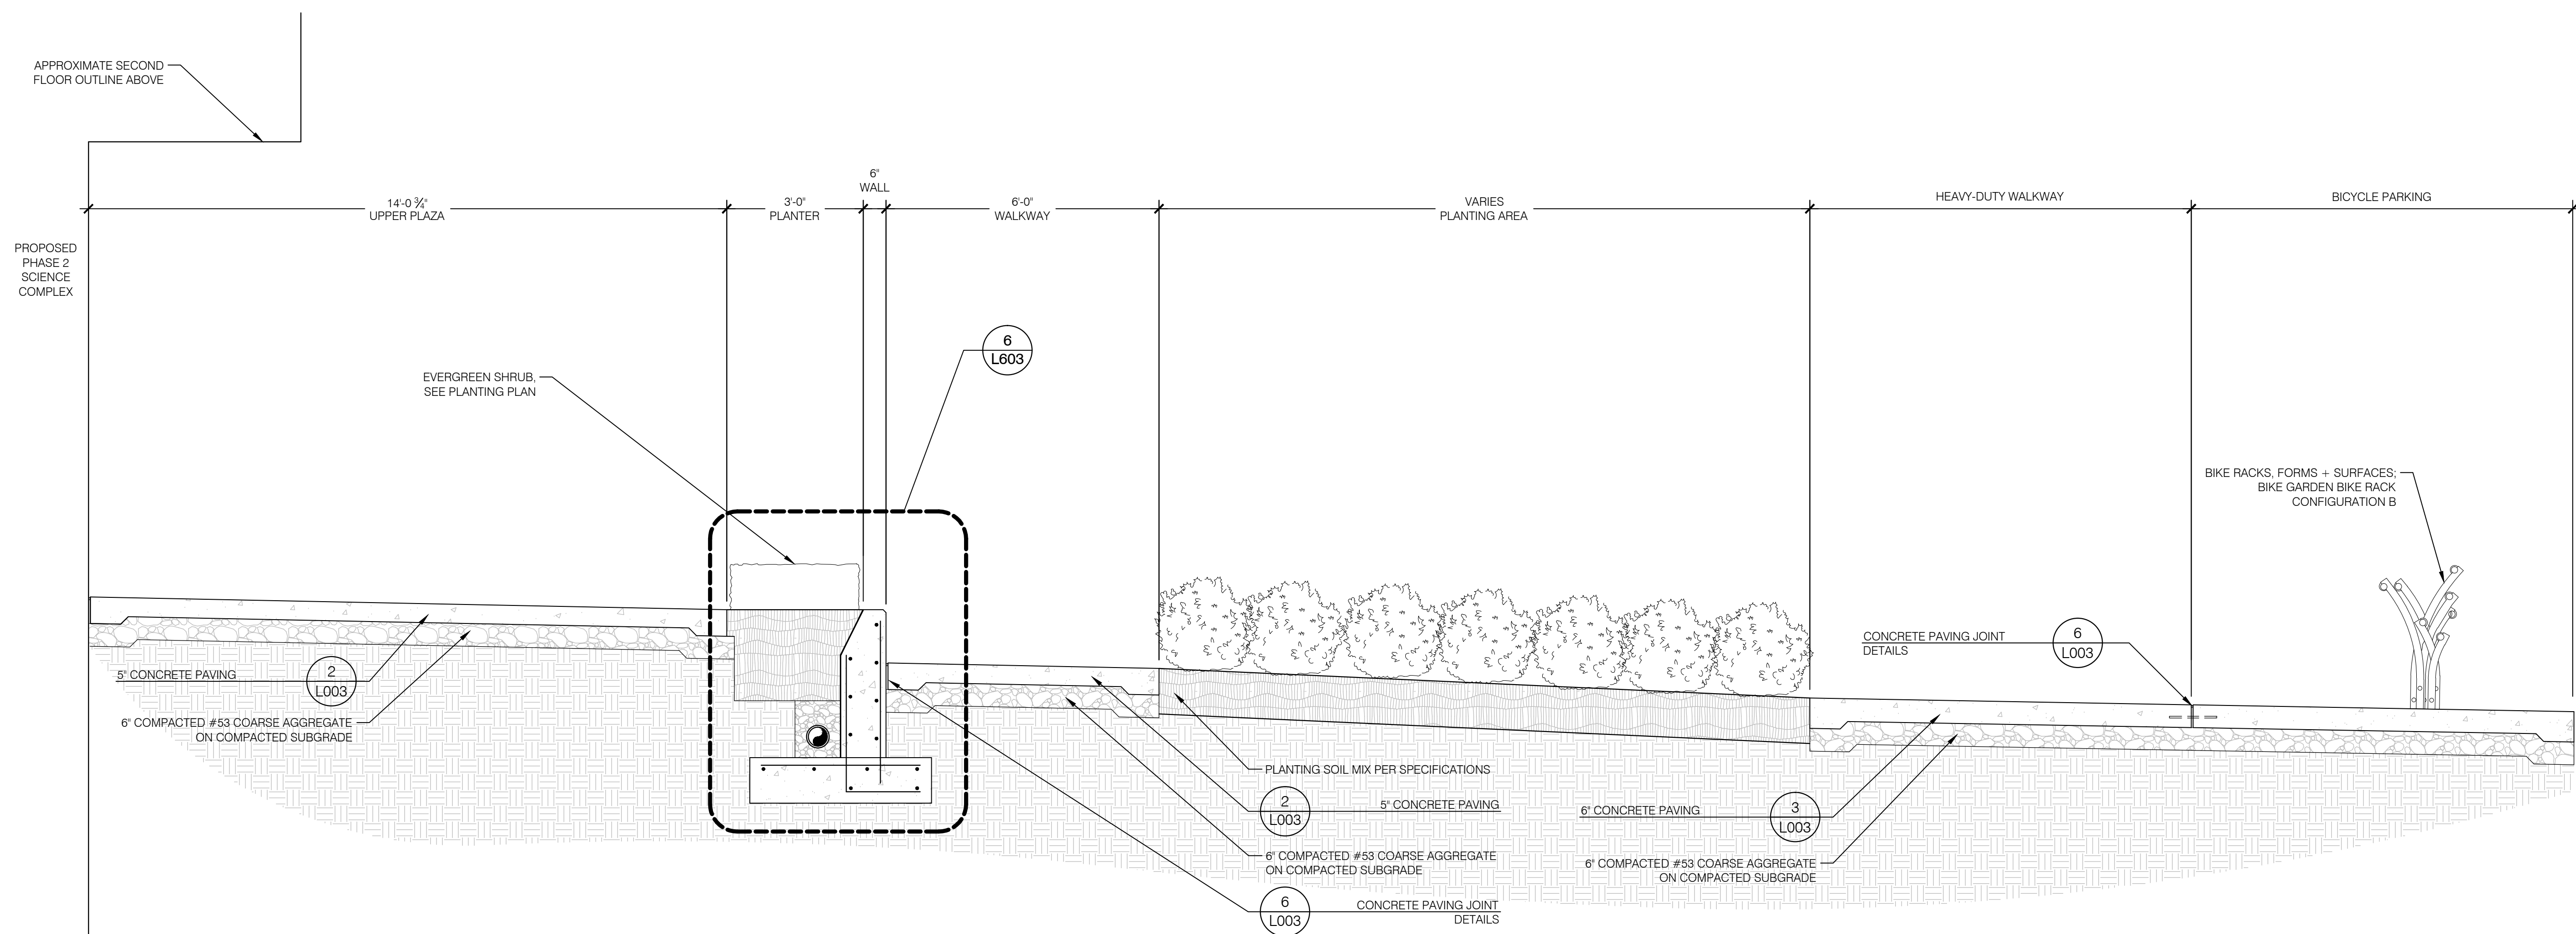 APPROXIMATE SECOND
FLOOR OUTLINE ABOVE
14'-0 ¾"
UPPER PLAZA
3'-0"
PLANTER
6"
WALL
6'-0"
WALKWAY
VARIES
PLANTING AREA
HEAVY-DUTY WALKWAY
BICYCLE PARKING
PROPOSED
PHASE 2
SCIENCE
COMPLEX
6
L603
EVERGREEN SHRUB,
SEE PLANTING PLAN
BIKE RACKS, FORMS + SURFACES;
BIKE GARDEN BIKE RACK
CONFIGURATION B
CONCRETE PAVING JOINT
DETAILS
6
L003
5" CONCRETE PAVING
2
L003
6" COMPACTED #53 COARSE AGGREGATE
ON COMPACTED SUBGRADE
PLANTING SOIL MIX PER SPECIFICATIONS
2
L003
5" CONCRETE PAVING
6" COMPACTED #53 COARSE AGGREGATE
ON COMPACTED SUBGRADE
6
L003
CONCRETE PAVING JOINT
DETAILS
6" CONCRETE PAVING
3
L003
6" COMPACTED #53 COARSE AGGREGATE
ON COMPACTED SUBGRADE